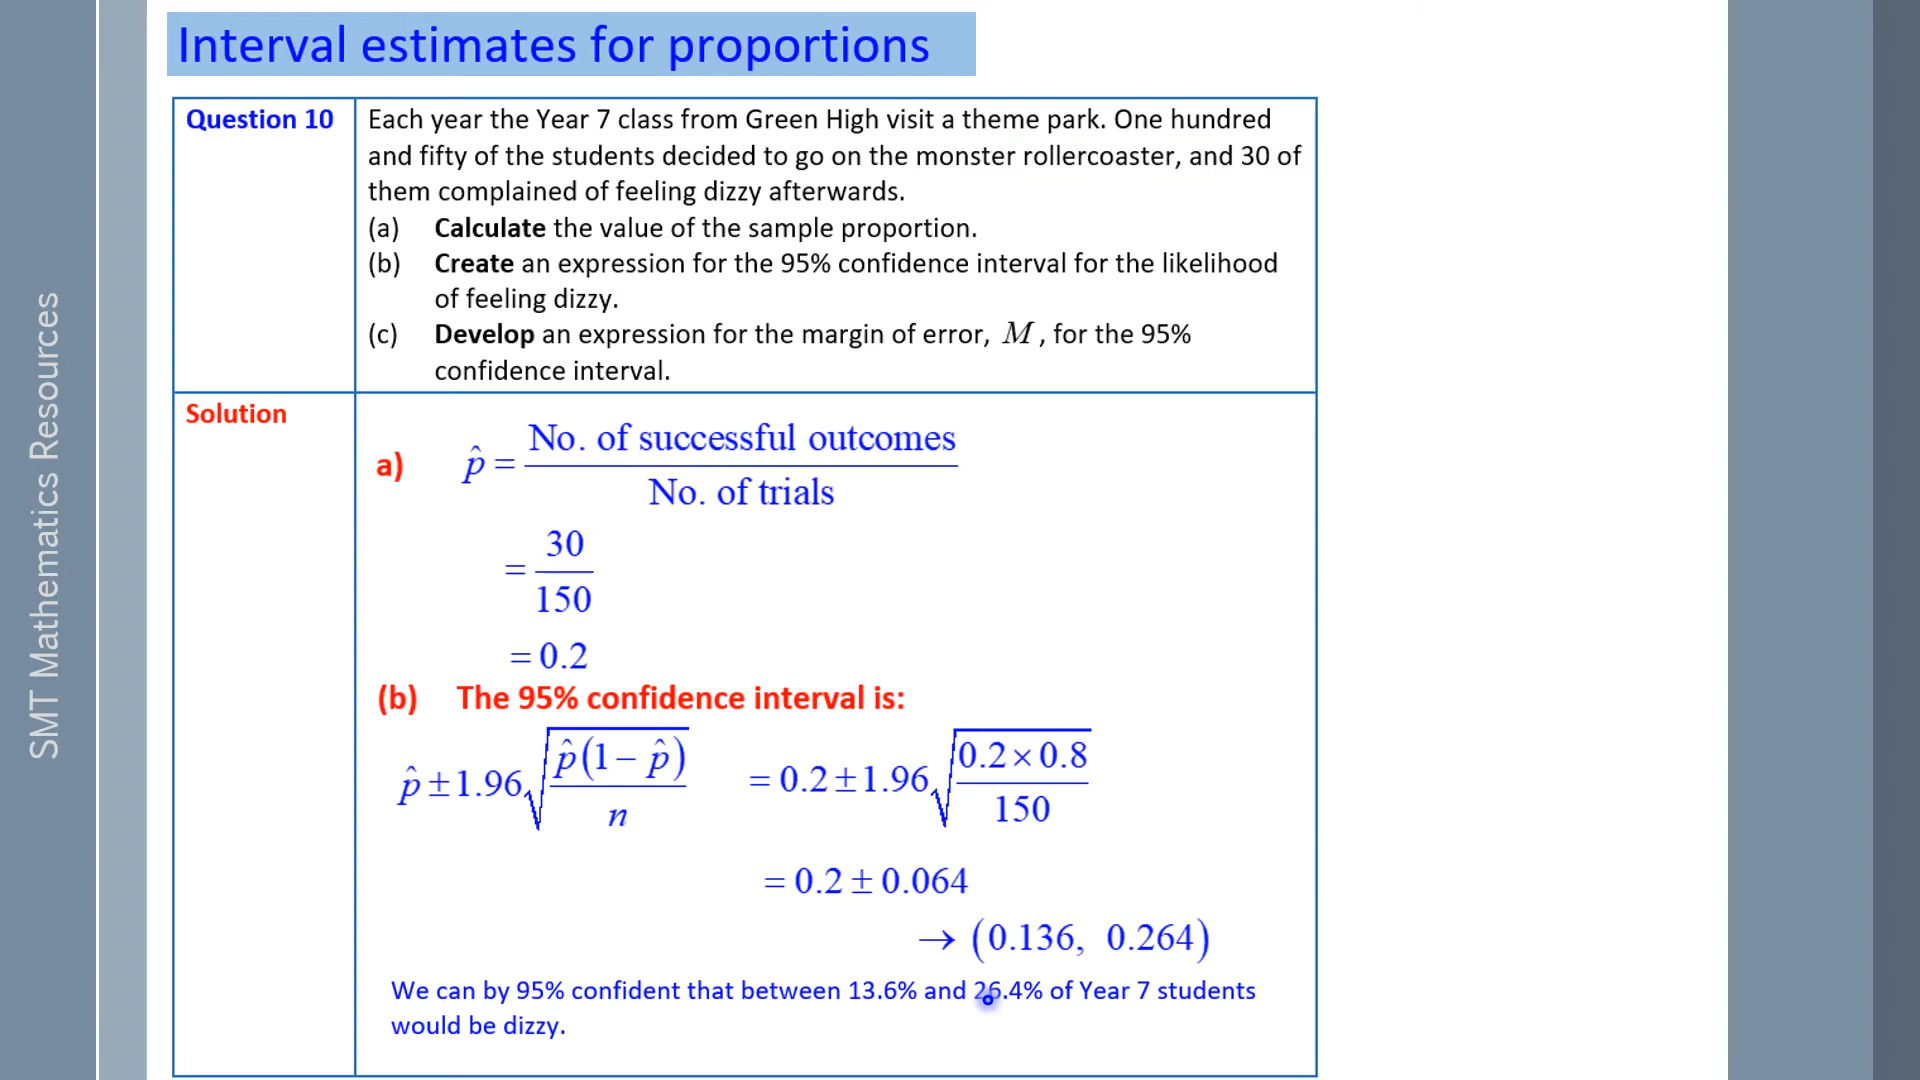 Interval estimates for proportions
Question 10
Each year the Year 7 class from Green High visit a theme park. One hundred
and fifty of the students decided to go on the monster rollercoaster, and 30 of
them complained of feeling dizzy afterwards.
(a) Calculate the value of the sample proportion.
(b) Create an expression for the 95% confidence interval for the likelihood
of feeling dizzy.
(c) Develop an expression for the margin of error, M, for the 95%
confidence interval.
Solution
a) p̂ = No. of successful outcomes / No. of trials
= 30 / 150
= 0.2
(b) The 95% confidence interval is:
p̂ ± 1.96 √(p̂(1 − p̂) / n) = 0.2 ± 1.96 √(0.2 × 0.8 / 150)
= 0.2 ± 0.064
→ (0.136, 0.264)
We can by 95% confident that between 13.6% and 26.4% of Year 7 students
would be dizzy.
SMT Mathematics Resources